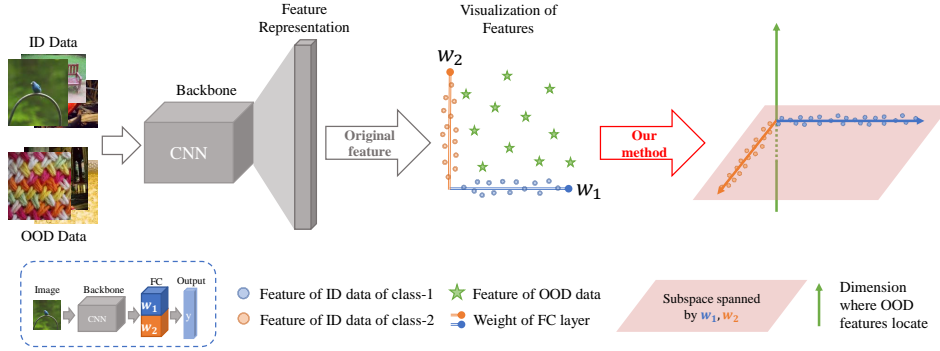 ID Data
Backbone
CNN
OOD Data
Feature
Representation
Original
feature
Visualization of
Features
w₂
w₁
Our
method
Image
Backbone
CNN
FC
w₁
w₂
Output
y
Feature of ID data of class-1
Feature of ID data of class-2
Feature of OOD data
Weight of FC layer
Subspace spanned
by w₁, w₂
Dimension
where OOD
features locate